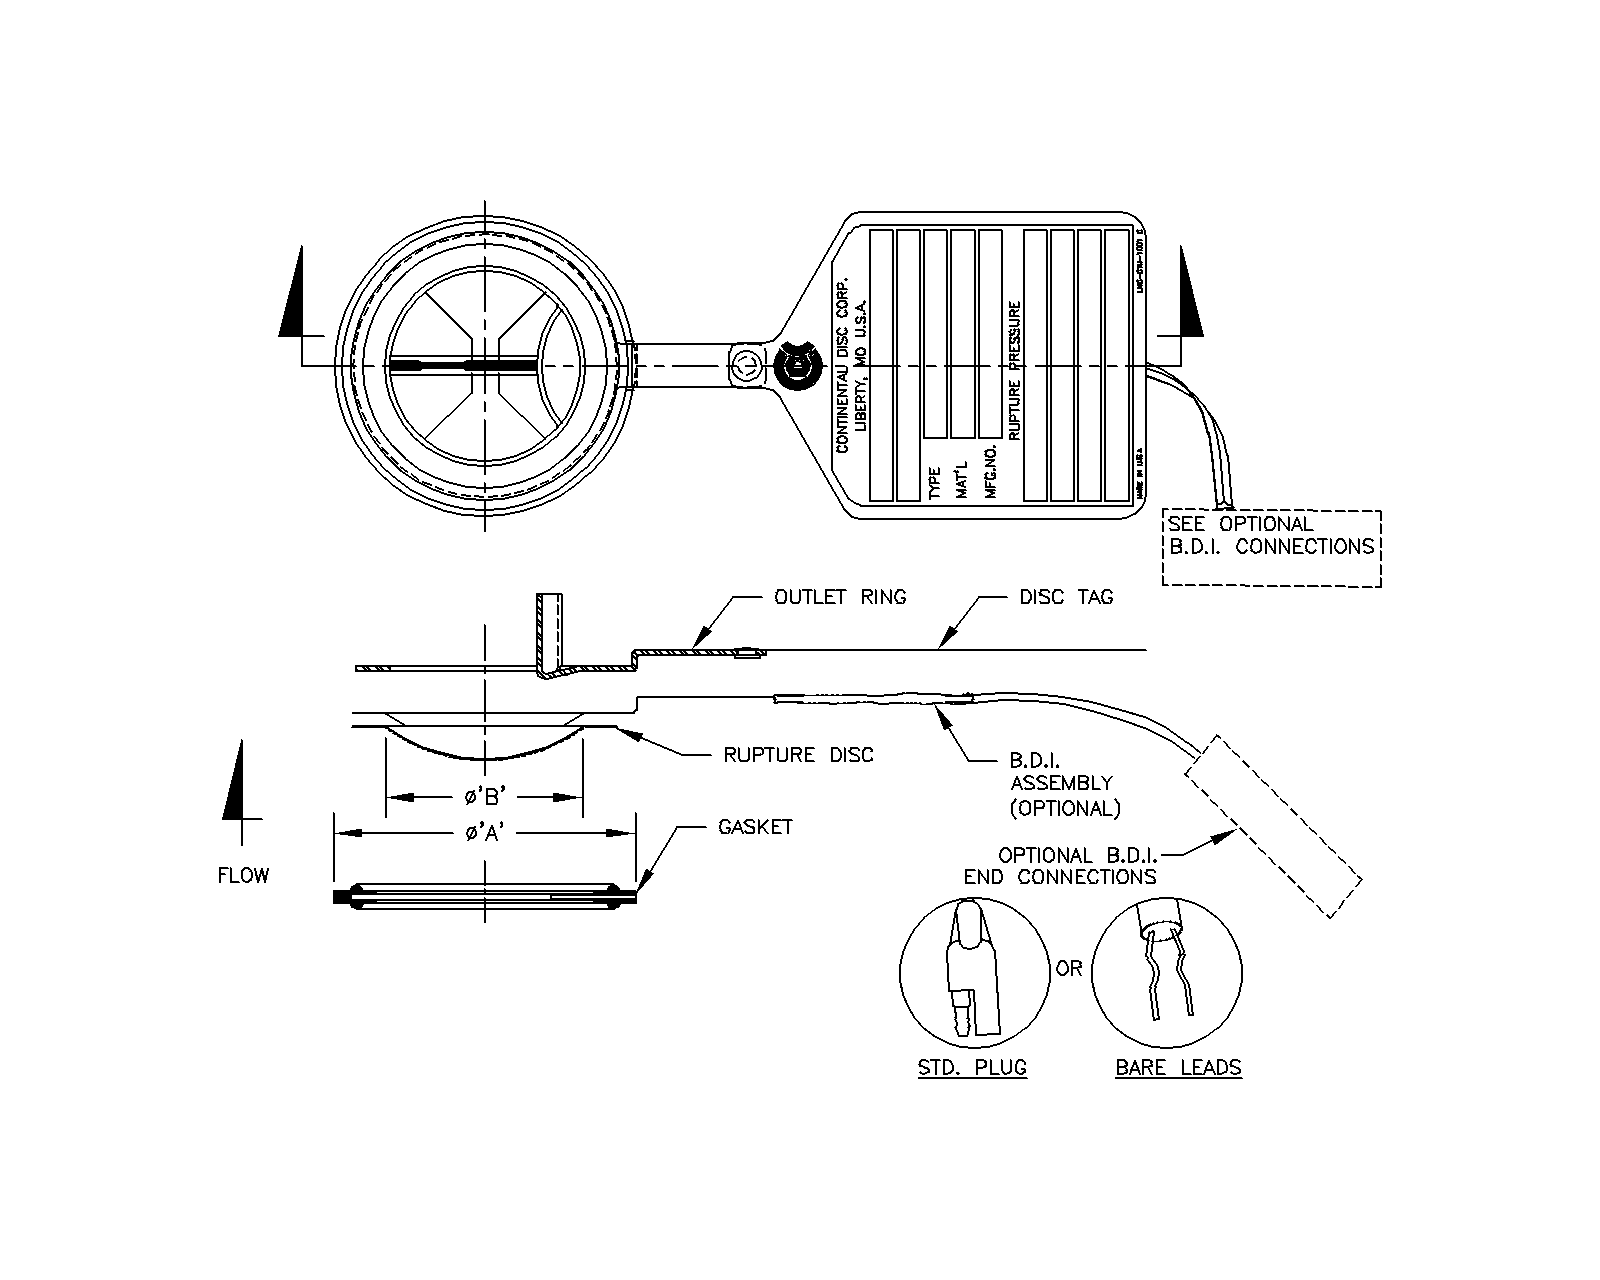 CONTINENTAL DISC CORP.
LIBERTY, MO U.S.A.
TYPE
MAT'L
MFG.NO.
RUPTURE PRESSURE
MADE IN USA
SEE OPTIONAL
B.D.I. CONNECTIONS
OUTLET RING
DISC TAG
RUPTURE DISC
B.D.I.
ASSEMBLY
(OPTIONAL)
ø'B'
ø'A'
GASKET
FLOW
OPTIONAL B.D.I.
END CONNECTIONS
OR
STD. PLUG
BARE LEADS